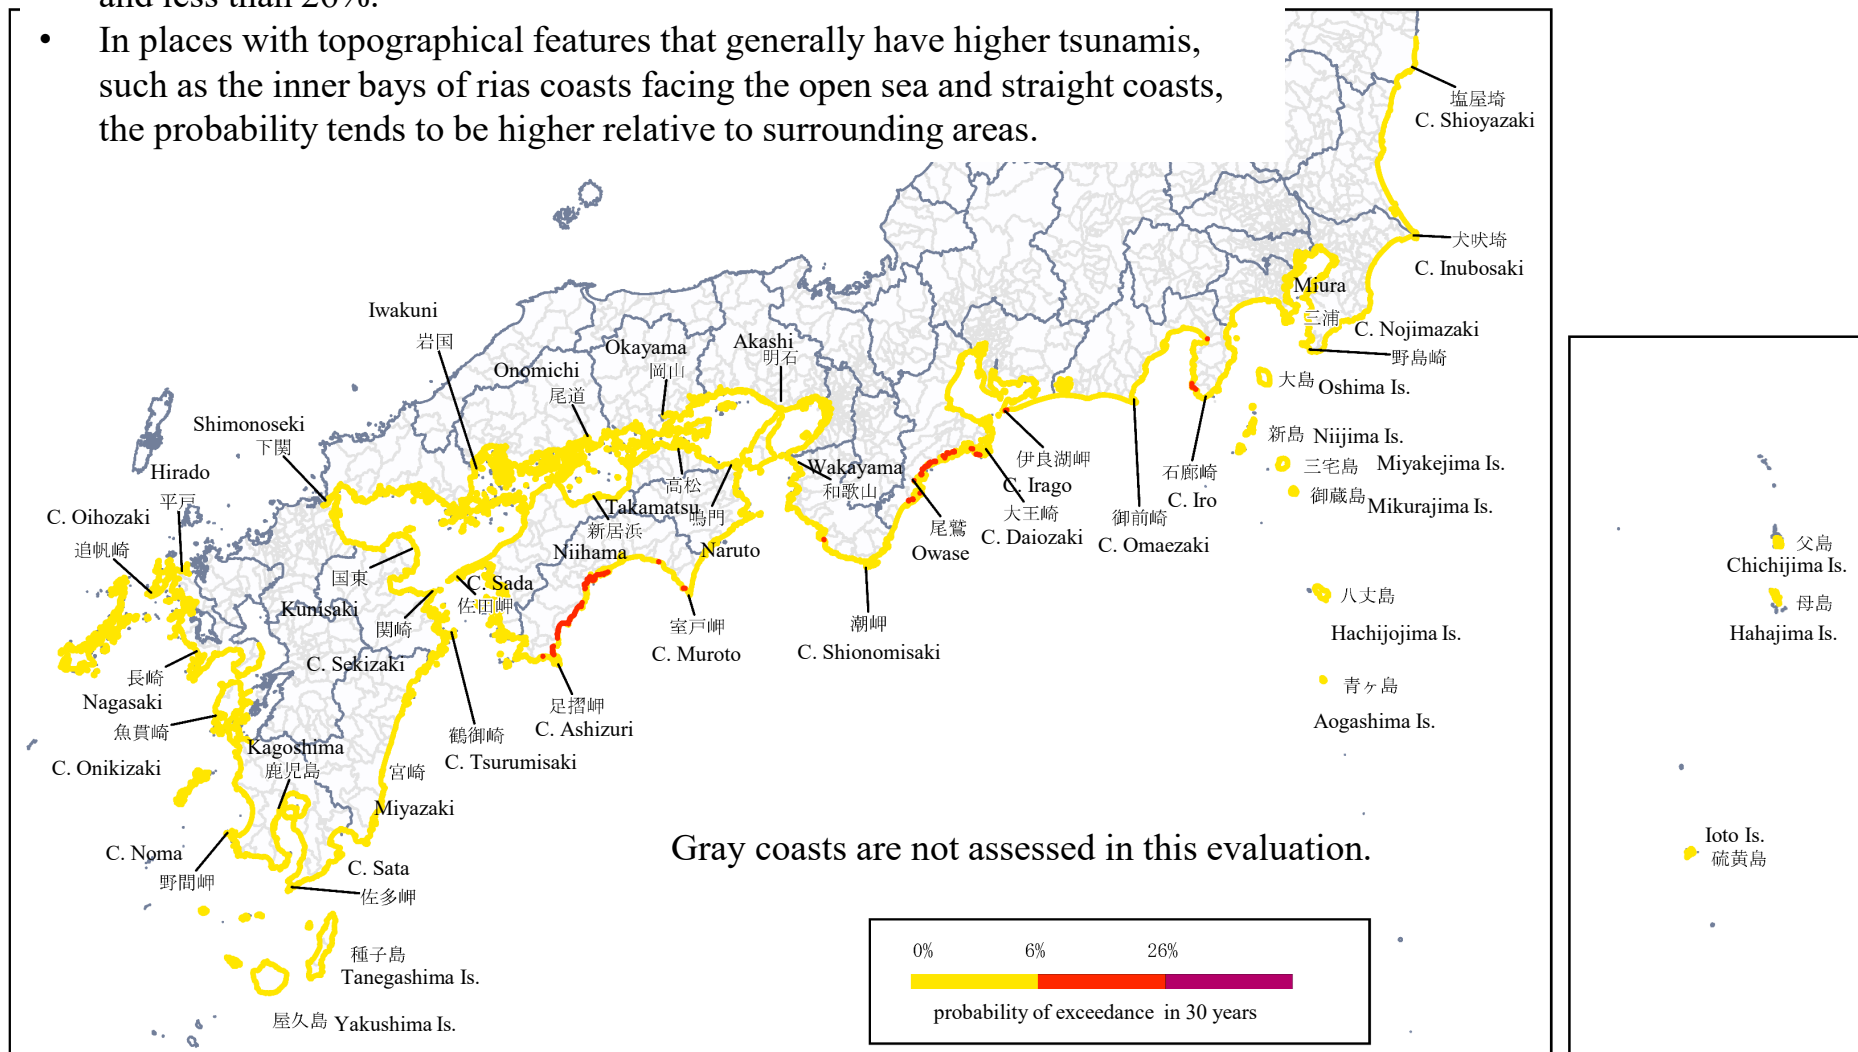 and less than 26%.
• In places with topographical features that generally have higher tsunamis,
such as the inner bays of rias coasts facing the open sea and straight coasts,
the probability tends to be higher relative to surrounding areas.
塩屋埼
C. Shioyazaki
犬吠埼
C. Inubosaki
Miura
三浦
C. Nojimazaki
野島崎
Iwakuni
岩国
Okayama
岡山
Akashi
明石
Onomichi
尾道
大島 Oshima Is.
Shimonoseki
下関
新島 Niijima Is.
Hirado
平戸
三宅島 Miyakejima Is.
御蔵島 Mikurajima Is.
C. Oihozaki
追帆崎
Wakayama
和歌山
伊良湖岬
C. Irago
石廊崎
C. Iro
高松
Takamatsu
鳴門
Naruto
新居浜
Niihama
尾鷲
Owase
大王崎
C. Daiozaki
御前崎
C. Omaezaki
国東
Kunisaki
C. Sada
佐田岬
関崎
C. Sekizaki
室戸岬
C. Muroto
潮岬
C. Shionomisaki
八丈島
Hachijojima Is.
父島
Chichijima Is.
母島
Hahajima Is.
長崎
Nagasaki
魚貫崎
C. Onikizaki
足摺岬
C. Ashizuri
鶴御崎
C. Tsurumisaki
青ヶ島
Aogashima Is.
Kagoshima
鹿児島
宮崎
Miyazaki
C. Noma
野間岬
C. Sata
佐多岬
Gray coasts are not assessed in this evaluation.
Ioto Is.
硫黄島
種子島
Tanegashima Is.
屋久島 Yakushima Is.
0% 6% 26%
probability of exceedance in 30 years